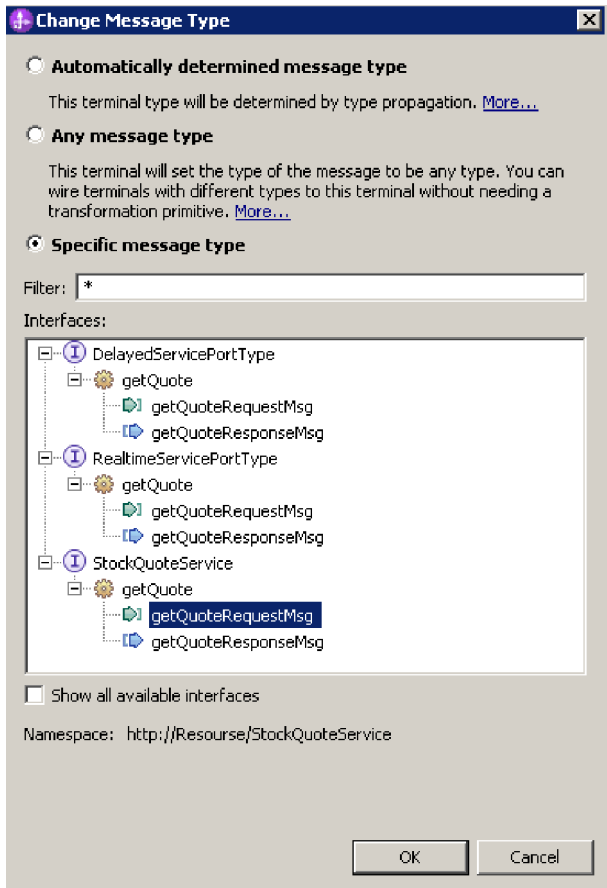 Change Message Type
Automatically determined message type
This terminal type will be determined by type propagation. More...
Any message type
This terminal will set the type of the message to be any type. You can
wire terminals with different types to this terminal without needing a
transformation primitive. More...
Specific message type
Filter: *
Interfaces:
DelayedServicePortType
getQuote
getQuoteRequestMsg
getQuoteResponseMsg
RealtimeServicePortType
getQuote
getQuoteRequestMsg
getQuoteResponseMsg
StockQuoteService
getQuote
getQuoteRequestMsg
getQuoteResponseMsg
Show all available interfaces
Namespace: http://Resourse/StockQuoteService
OK Cancel